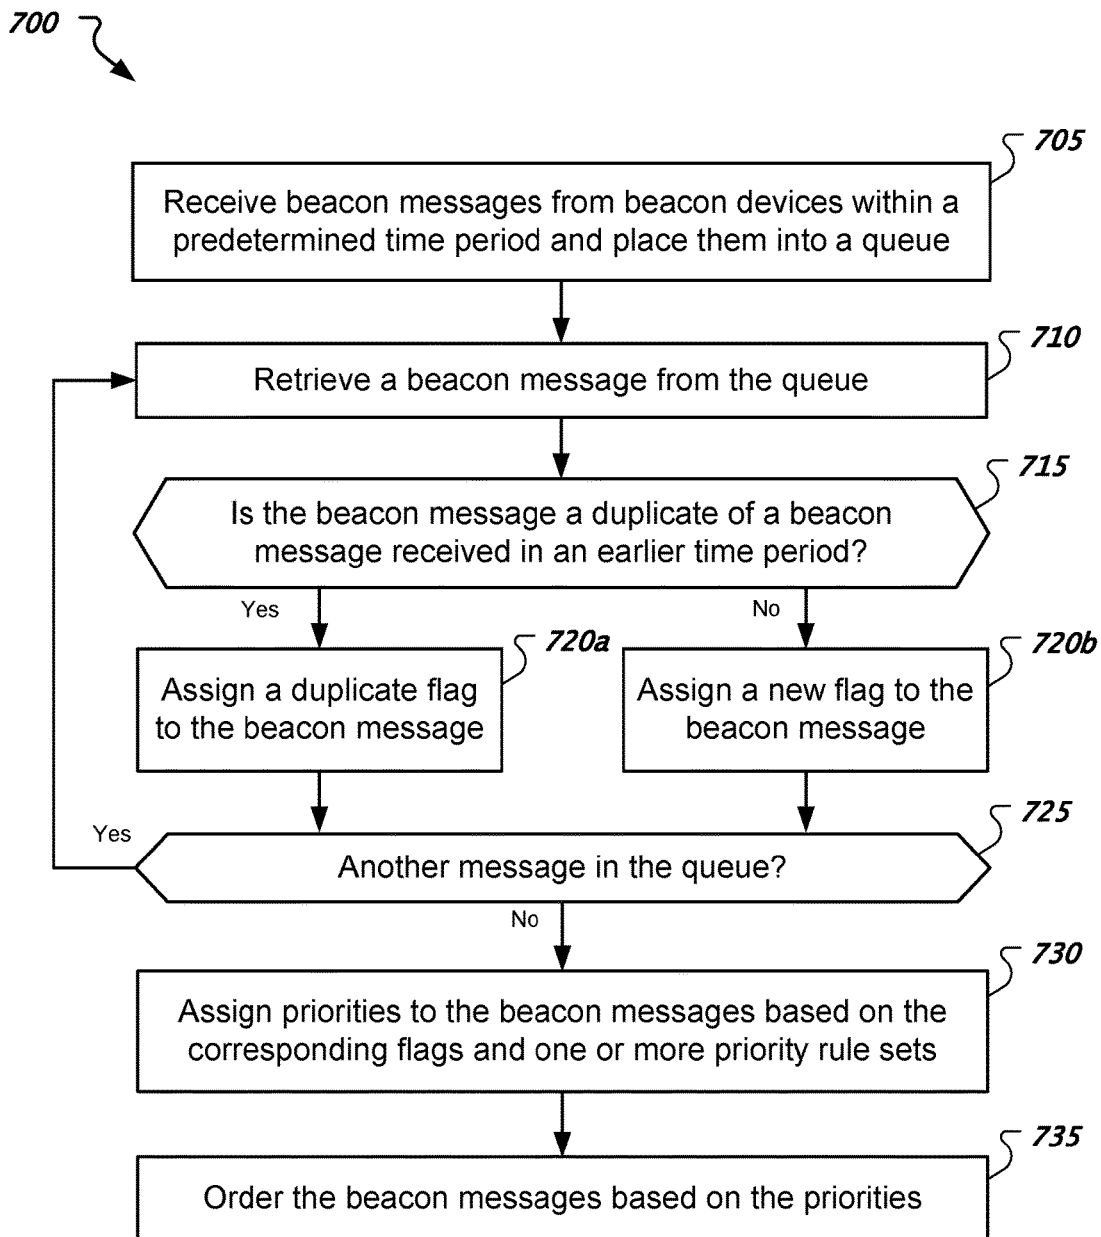 700
705
Receive beacon messages from beacon devices within a
predetermined time period and place them into a queue
710
Retrieve a beacon message from the queue
715
Is the beacon message a duplicate of a beacon
message received in an earlier time period?
Yes
No
720a
720b
Assign a duplicate flag
to the beacon message
Assign a new flag to the
beacon message
725
Yes
Another message in the queue?
No
730
Assign priorities to the beacon messages based on the
corresponding flags and one or more priority rule sets
735
Order the beacon messages based on the priorities